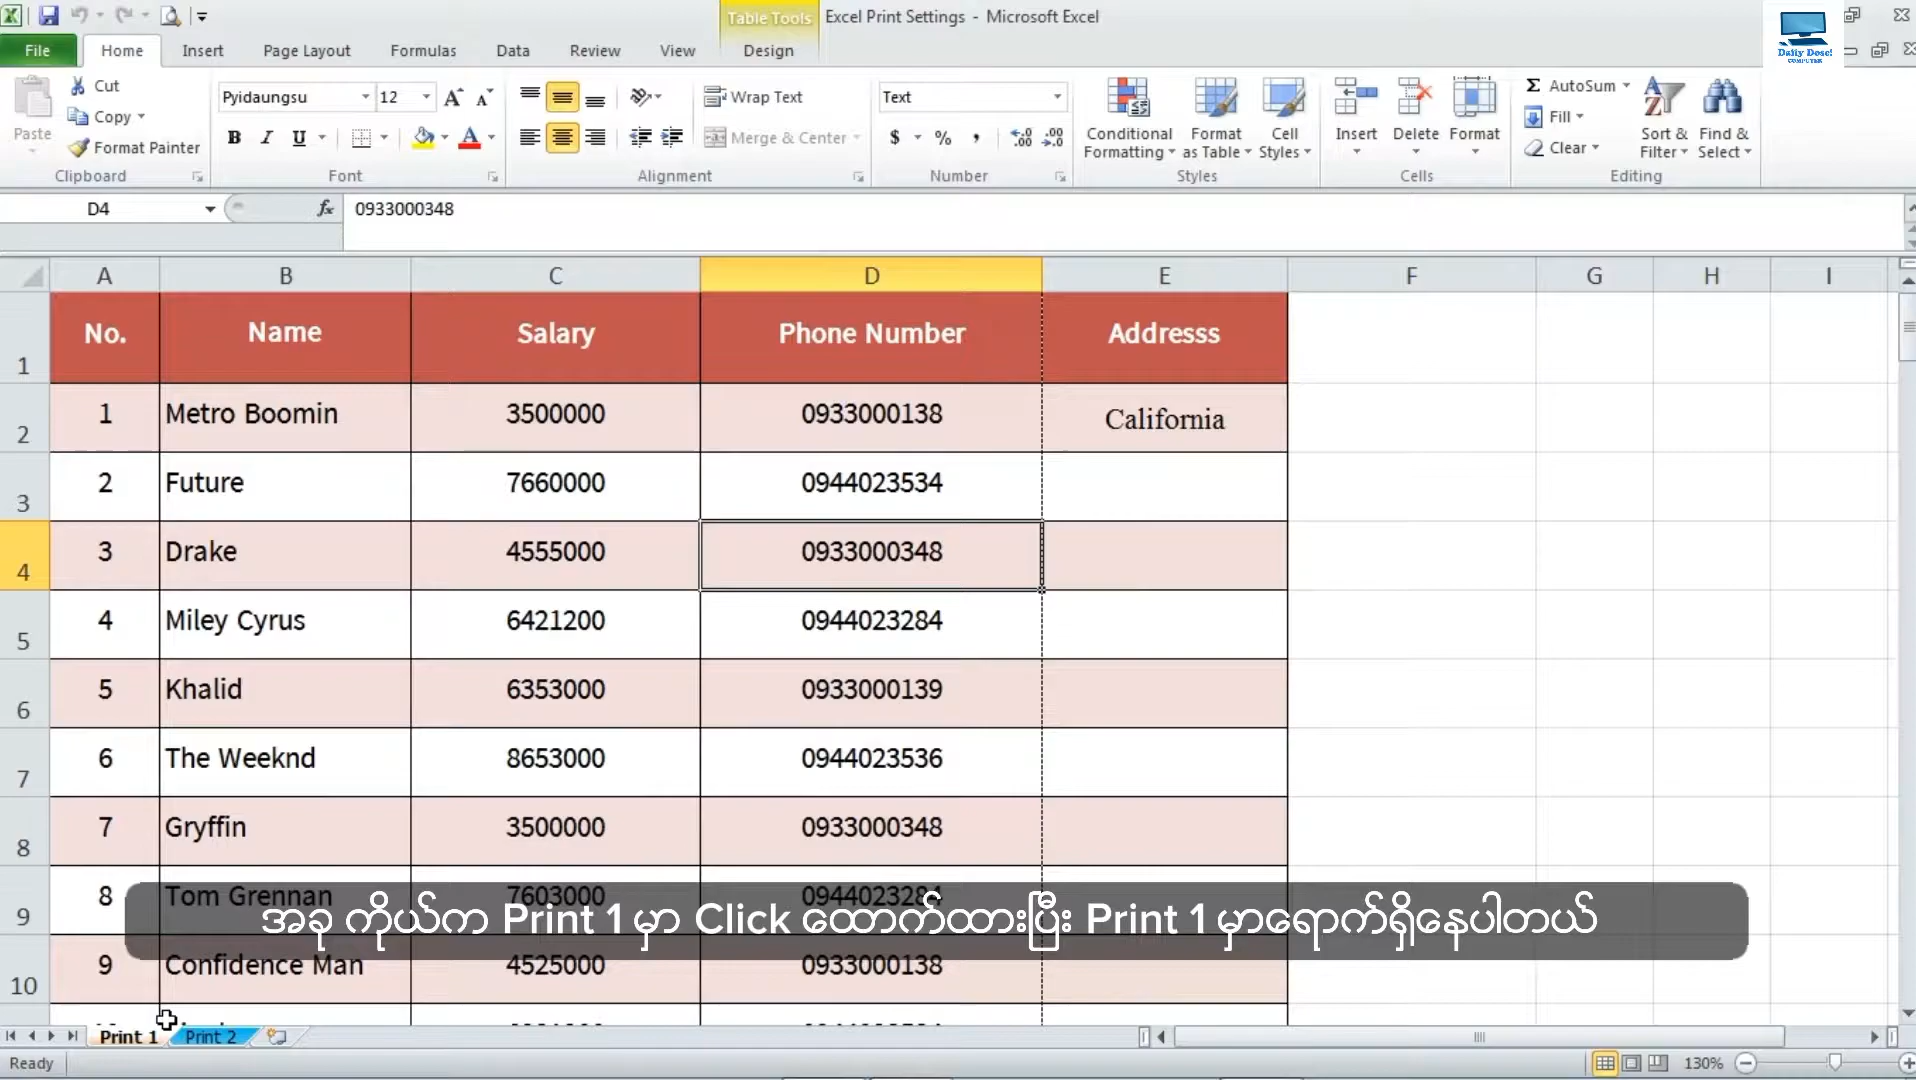 Table Tools
Excel Print Settings - Microsoft Excel
Daily Dose!
COMPUTER
File Home Insert Page Layout Formulas Data Review View Design
Paste
Cut
Copy
Format Painter
Clipboard
Pyidaungsu 12
B I U
Font
Wrap Text
Merge & Center
Alignment
Text
$ % ,
Number
Conditional Formatting
Format as Table
Cell Styles
Styles
Insert Delete Format
Cells
AutoSum
Fill
Clear
Sort & Filter
Find & Select
Editing
D4 fx 0933000348
A B C D E F G H I
1 No. Name Salary Phone Number Addresss
2 1 Metro Boomin 3500000 0933000138 California
3 2 Future 7660000 0944023534
4 3 Drake 4555000 0933000348
5 4 Miley Cyrus 6421200 0944023284
6 5 Khalid 6353000 0933000139
7 6 The Weeknd 8653000 0944023536
8 7 Gryffin 3500000 0933000348
9 8 Tom Grennan 7603000 0944023284
အခု ကိုယ်က Print 1 မှာ Click ထောက်ထားပြီး Print 1 မှာရောက်ရှိနေပါတယ်
10 9 Confidence Man 4525000 0933000138
Print 1 Print 2
Ready 130%